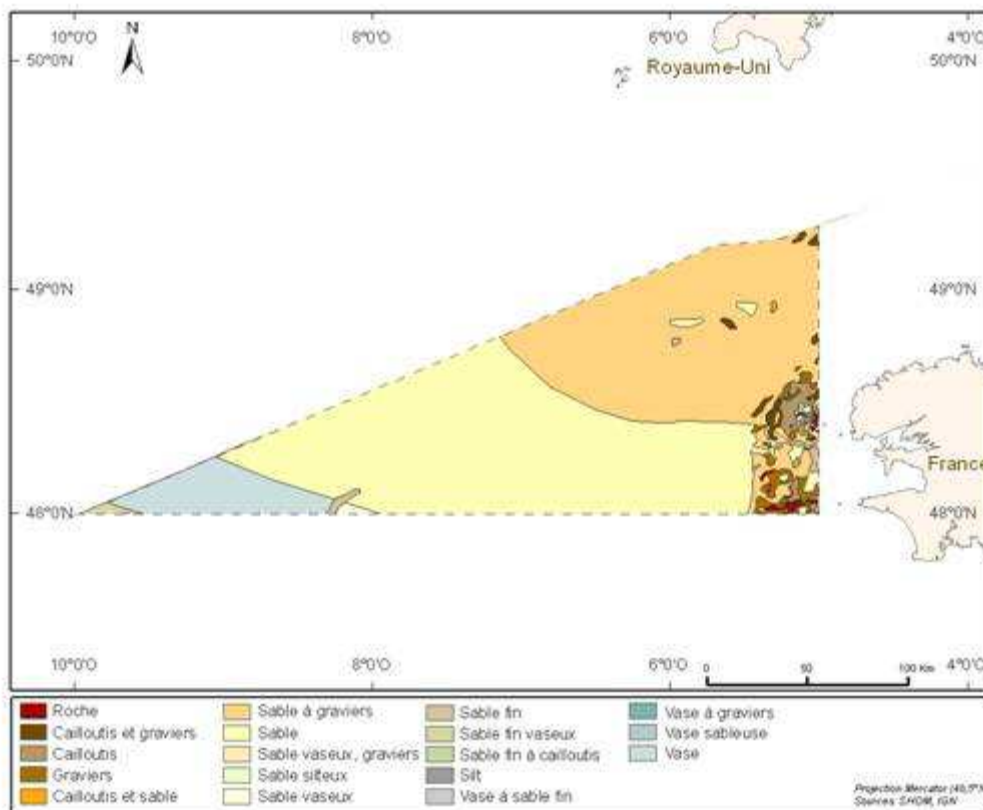 10°0'O 8°0'O 6°0'O 4°0'O
N
50°0'N 50°0'N
Royaume-Uni
49°0'N 49°0'N
France
48°0'N 48°0'N
10°0'O 8°0'O 6°0'O 4°0'O
0 50 100 Km
Roche
Cailloutis et graviers
Cailloutis
Graviers
Cailloutis et sable
Sable à graviers
Sable
Sable vaseux, graviers
Sable silteux
Sable vaseux
Sable fin
Sable fin vaseux
Sable fin à cailloutis
Silt
Vase à sable fin
Vase à graviers
Vase sableuse
Vase
Projection Mercator
Sources: SHOM, IGN